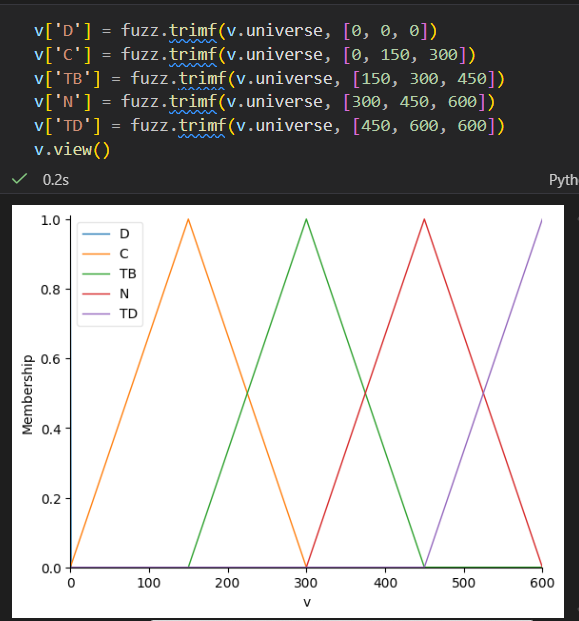 v['D'] = fuzz.trimf(v.universe, [0, 0, 0])
v['C'] = fuzz.trimf(v.universe, [0, 150, 300])
v['TB'] = fuzz.trimf(v.universe, [150, 300, 450])
v['N'] = fuzz.trimf(v.universe, [300, 450, 600])
v['TD'] = fuzz.trimf(v.universe, [450, 600, 600])
v.view()
0.2s
Pyth
1.0
D
C
TB
N
TD
0.8
0.6
0.4
0.2
0.0
Membership
0 100 200 300 400 500 600
v